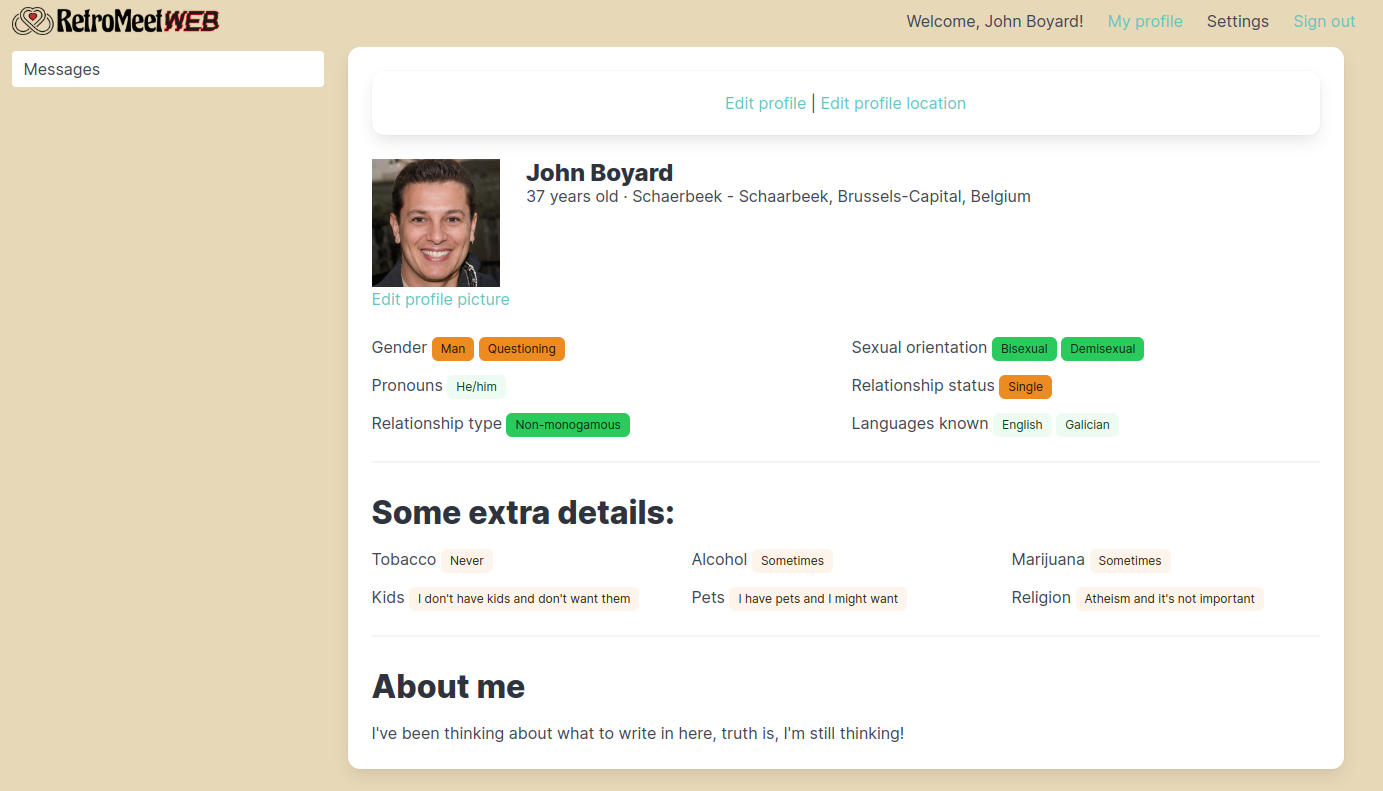 RetroMeet WEB
Welcome, John Boyard! My profile Settings Sign out
Messages
Edit profile | Edit profile location
John Boyard
37 years old · Schaerbeek - Schaarbeek, Brussels-Capital, Belgium
Edit profile picture
Gender Man Questioning
Sexual orientation Bisexual Demisexual
Pronouns He/him
Relationship status Single
Relationship type Non-monogamous
Languages known English Galician
Some extra details:
Tobacco Never
Alcohol Sometimes
Marijuana Sometimes
Kids I don't have kids and don't want them
Pets I have pets and I might want
Religion Atheism and it's not important
About me
I've been thinking about what to write in here, truth is, I'm still thinking!